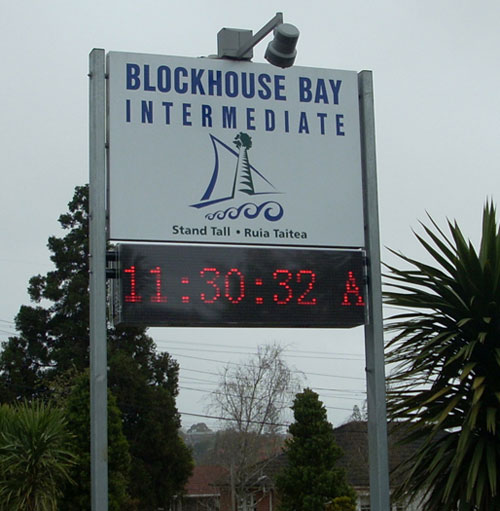 BLOCKHOUSE BAY
INTERMEDIATE
Stand Tall • Ruia Taitea
11:30:32 A